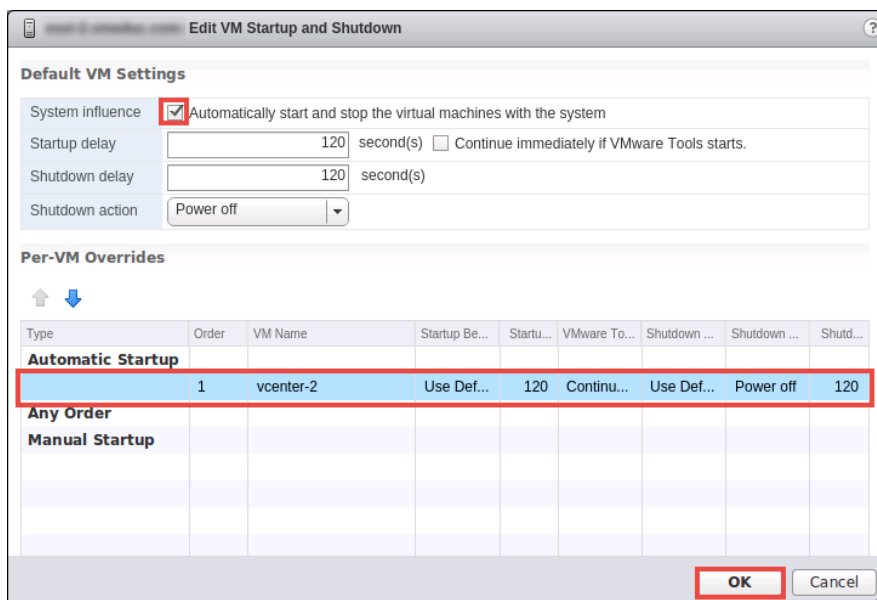 Edit VM Startup and Shutdown ?
Default VM Settings
System influence Automatically start and stop the virtual machines with the system
Startup delay 120 second(s) Continue immediately if VMware Tools starts.
Shutdown delay 120 second(s)
Shutdown action Power off
Per-VM Overrides
Type Order VM Name Startup Be... Startu... VMware To... Shutdown ... Shutdown ... Shutd...
Automatic Startup
1 vcenter-2 Use Def... 120 Continu... Use Def... Power off 120
Any Order
Manual Startup
OK Cancel